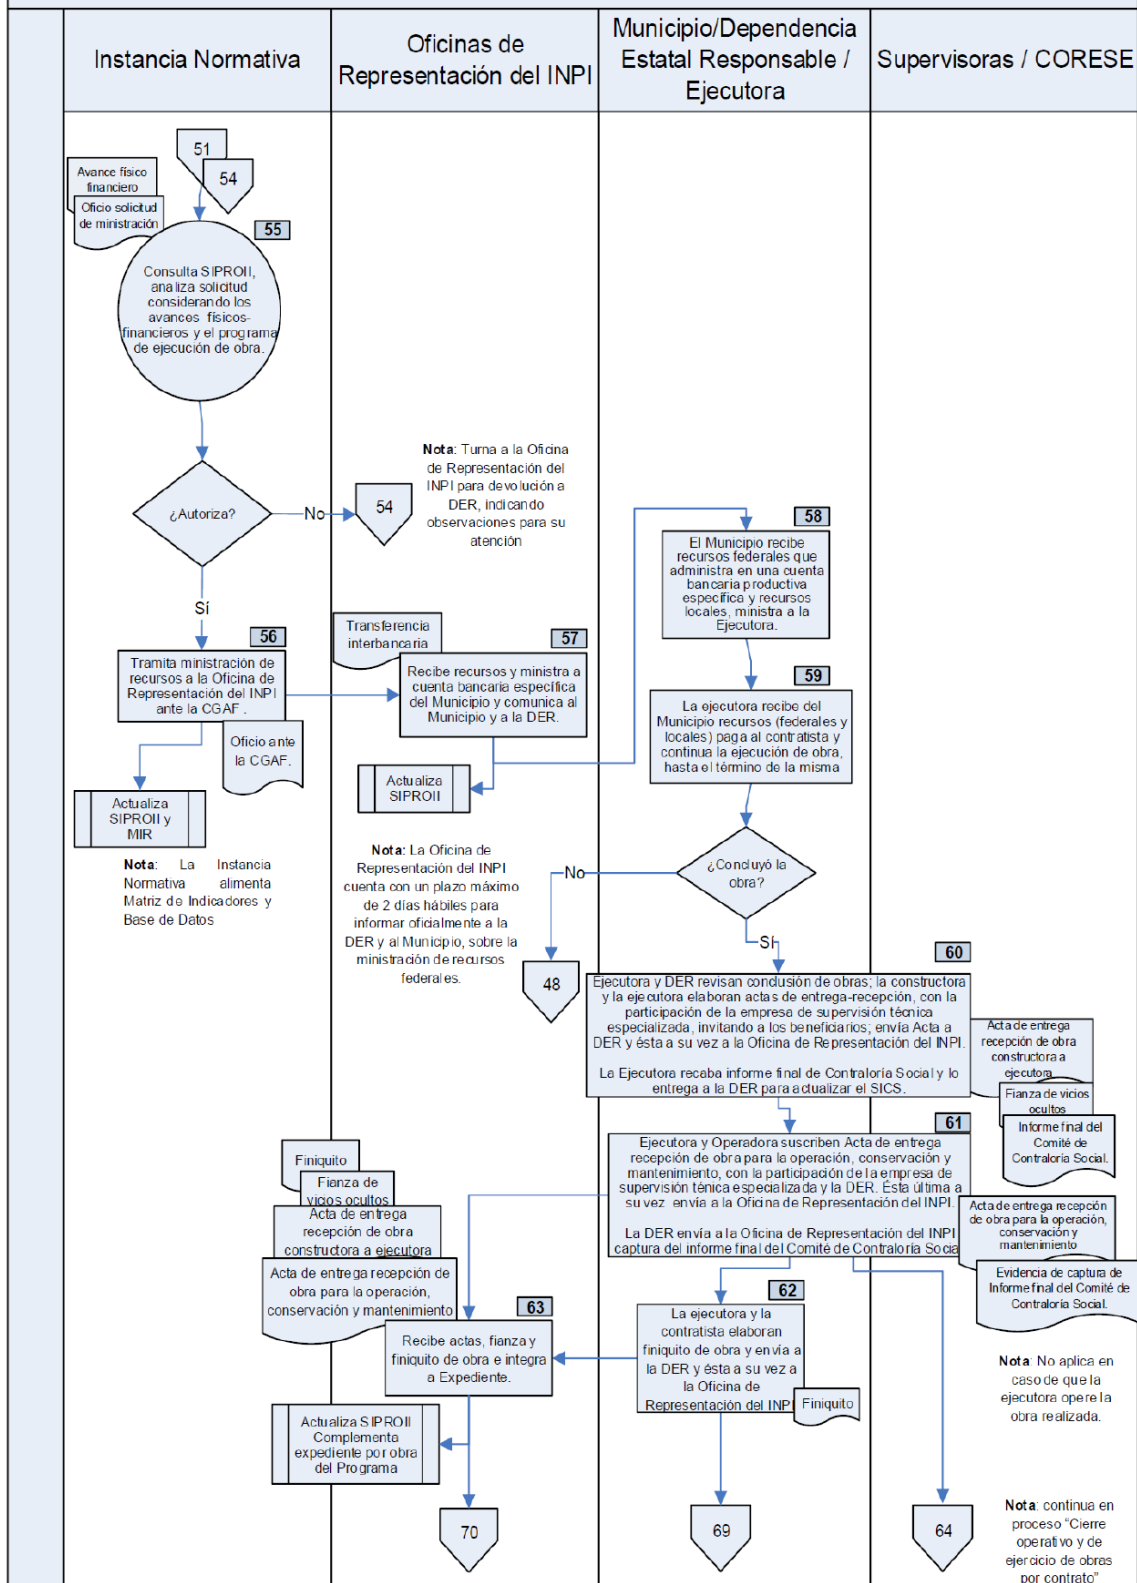 Instancia Normativa
Oficinas de
Representación del INPI
Municipio/Dependencia
Estatal Responsable /
Ejecutora
Supervisoras / CORESE
51
54
Avance físico
financiero
Oficio solicitud
de ministración
55
Consulta SIPROII,
analiza solicitud
considerando los
avances físicos-
financieros y el programa
de ejecución de obra.
¿Autoriza?
No
54
Nota: Turna a la Oficina
de Representación del
INPI para devolución a
DER, indicando
observaciones para su
atención
Sí
56
Tramita ministración de
recursos a la Oficina de
Representación del INPI
ante la CGAF.
Oficio ante
la CGAF.
Actualiza
SIPROII y
MIR
Nota: La Instancia
Normativa alimenta
Matriz de Indicadores y
Base de Datos
Transferencia
interbancaria
57
Recibe recursos y ministra a
cuenta bancaria específica
del Municipio y comunica al
Municipio y a la DER.
Actualiza
SIPROII
Nota: La Oficina de
Representación del INPI
cuenta con un plazo máximo
de 2 días hábiles para
informar oficialmente a la
DER y al Municipio, sobre la
ministración de recursos
federales.
58
El Municipio recibe
recursos federales que
administra en una cuenta
bancaria productiva
específica y recursos
locales, ministra a la
Ejecutora.
59
La ejecutora recibe del
Municipio recursos (federales y
locales) paga al contratista y
continua la ejecución de obra,
hasta el término de la misma
¿Concluyó la
obra?
No
48
Sí
60
Ejecutora y DER revisan conclusión de obras; la constructora
y la ejecutora elaboran actas de entrega-recepción, con la
participación de la empresa de supervisión técnica
especializada, invitando a los beneficiarios; envía Acta a
DER y ésta a su vez a la Oficina de Representación del INPI.
La Ejecutora recaba informe final de Contraloría Social y lo
entrega a la DER para actualizar el SICS.
Acta de entrega
recepción de obra
constructora a
ejecutora
Fianza de vicios
ocultos
Informe final del
Comité de
Contraloría Social.
61
Ejecutora y Operadora suscriben Acta de entrega
recepción de obra para la operación, conservación y
mantenimiento, con la participación de la empresa de
supervisión ténica especializada y la DER. Ésta última a
su vez envía a la Oficina de Representación del INPI.
La DER envía a la Oficina de Representación del INPI
captura del informe final del Comité de Contraloría Socia
Acta de entrega recepción
de obra para la operación,
conservación y
mantenimiento
Evidencia de captura de
Informe final del Comité de
Contraloría Social.
Finiquito
Fianza de
vicios ocultos
Acta de entrega
recepción de obra
constructora a ejecutora
Acta de entrega recepción de
obra para la operación,
conservación y mantenimiento
63
Recibe actas, fianza y
finiquito de obra e integra
a Expediente.
Actualiza SIPROII
Complementa
expediente por obra
del Programa
62
La ejecutora y la
contratista elaboran
finiquito de obra y envía a
la DER y ésta a su vez a
la Oficina de
Representación del INPI
Finiquito
Nota: No aplica en
caso de que la
ejecutora opere la
obra realizada.
70
69
64
Nota: continua en
proceso "Cierre
operativo y de
ejercicio de obras
por contrato"